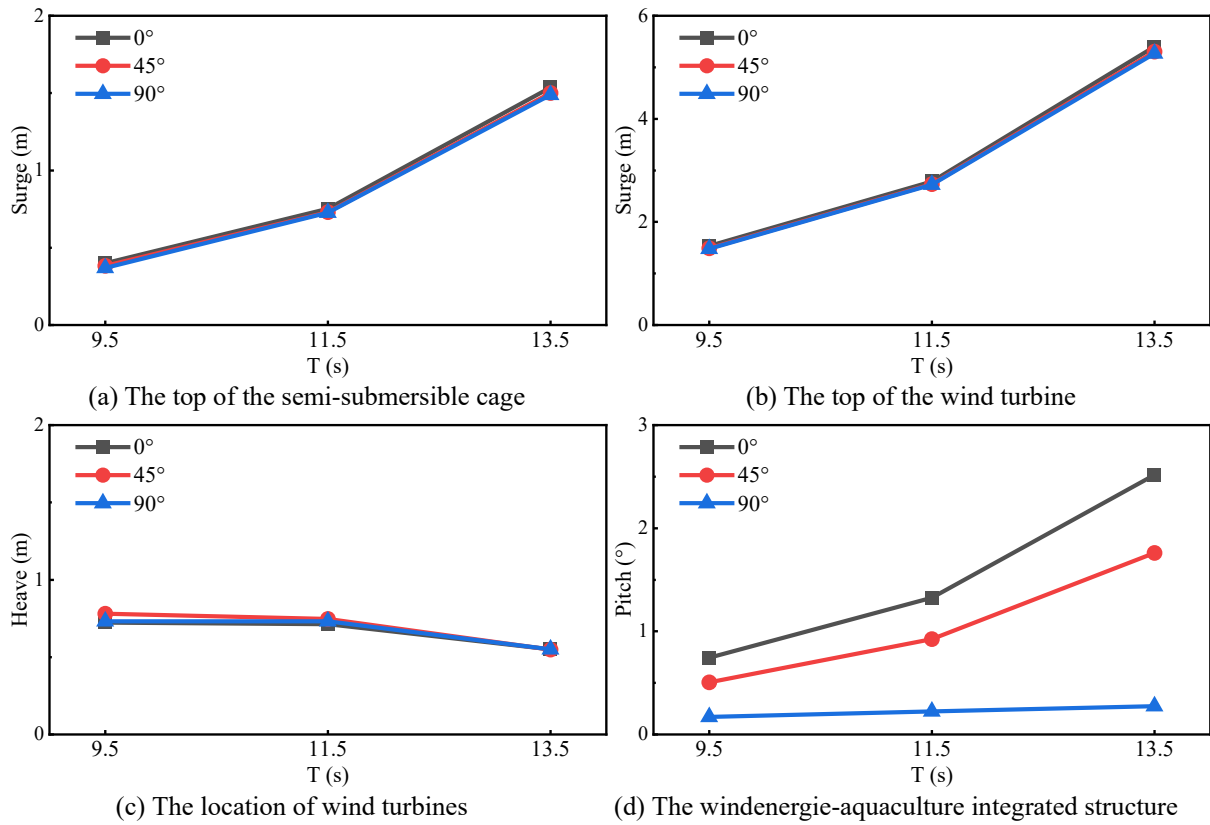 2
0°
45°
90°
1
0
Surge (m)
9.5 11.5 13.5
T (s)
(a) The top of the semi-submersible cage
6
0°
45°
90°
4
2
0
Surge (m)
9.5 11.5 13.5
T (s)
(b) The top of the wind turbine
2
0°
45°
90°
1
0
Heave (m)
9.5 11.5 13.5
T (s)
(c) The location of wind turbines
3
0°
45°
90°
2
1
0
Pitch (°)
9.5 11.5 13.5
T (s)
(d) The windenergie-aquaculture integrated structure